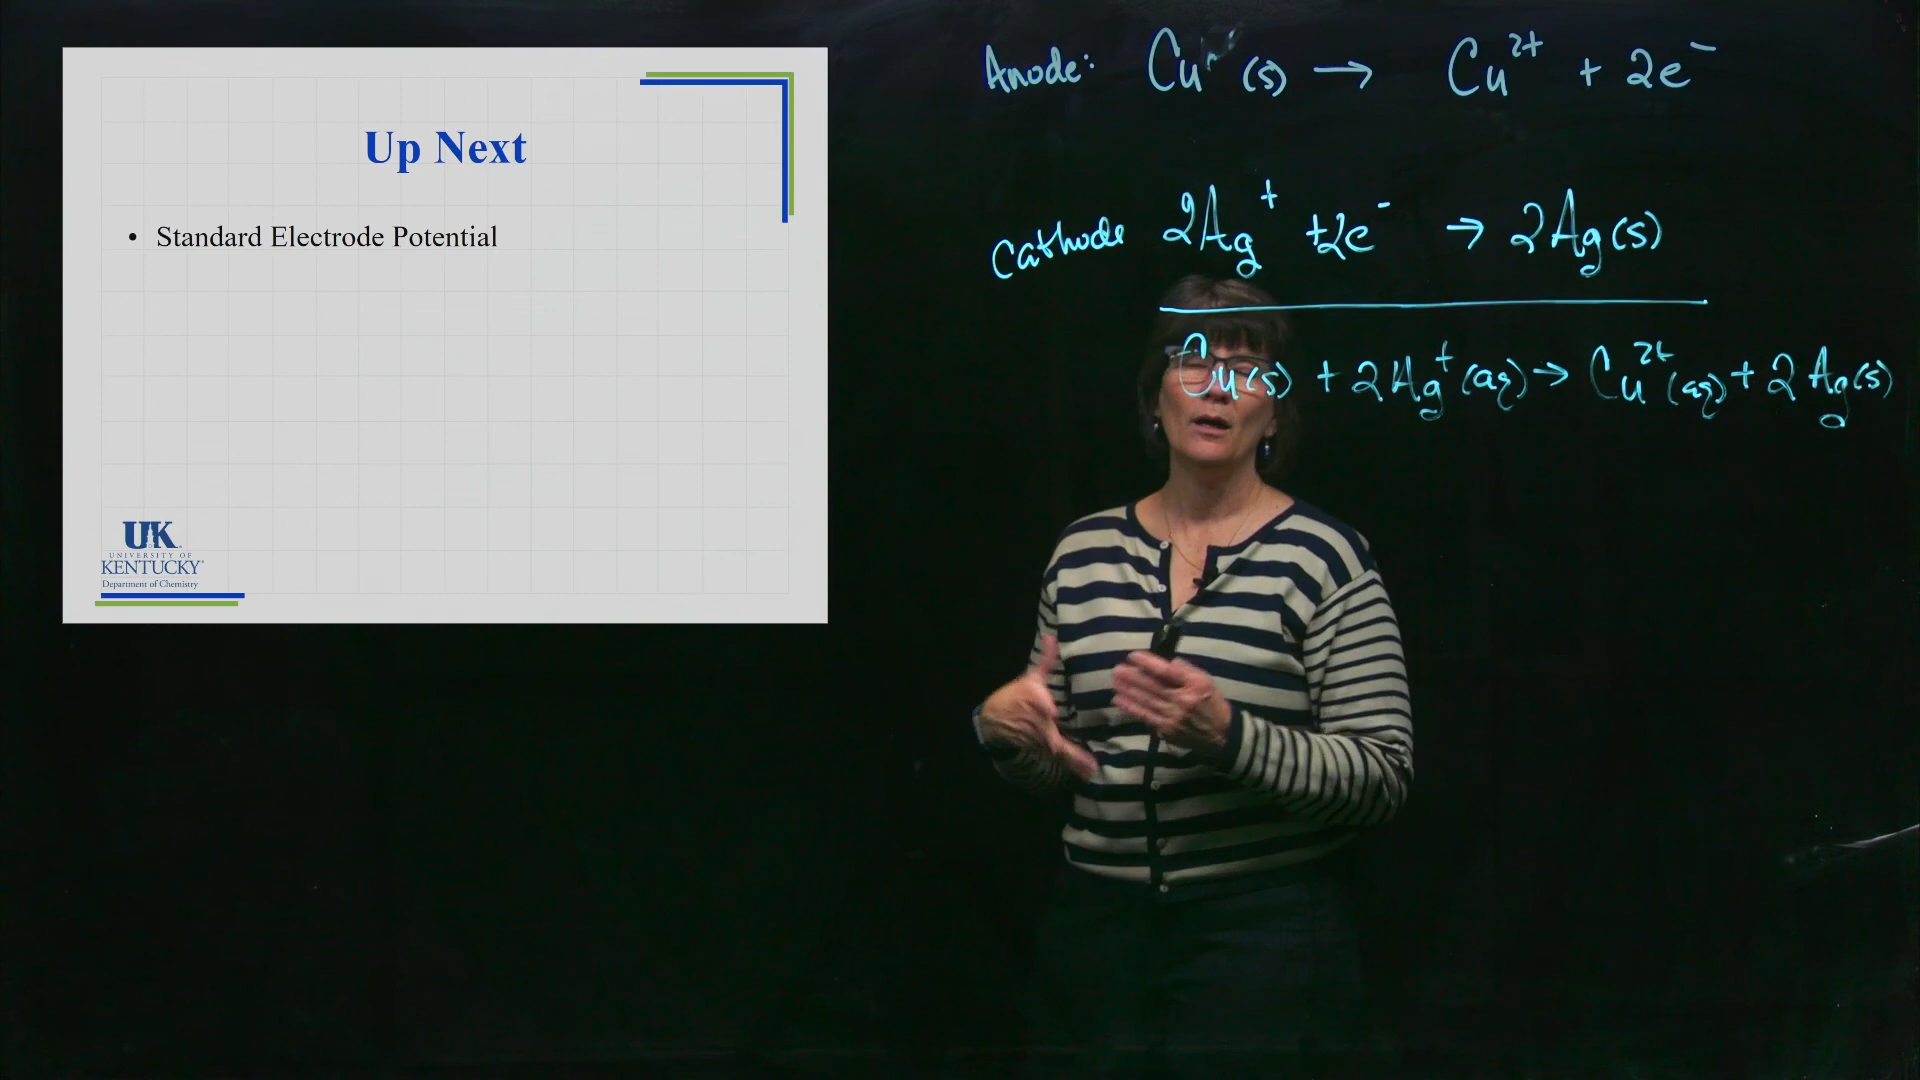 Up Next
• Standard Electrode Potential
UK
UNIVERSITY OF
KENTUCKY
Department of Chemistry
Anode: Cu (s) → Cu²⁺ + 2e⁻
Cathode 2Ag⁺ +2e⁻ → 2Ag(s)
Cu(s) + 2Ag⁺(aq) → Cu²⁺(aq) + 2Ag(s)